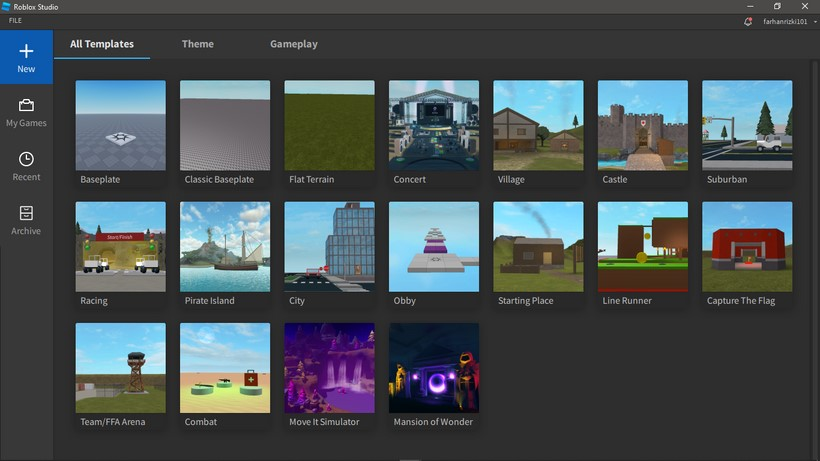 Roblox Studio
FILE
farhanrizki101
New
My Games
Recent
Archive
All Templates
Theme
Gameplay
Baseplate
Classic Baseplate
Flat Terrain
Concert
Village
Castle
Suburban
Start/Finish
Racing
Pirate Island
City
Obby
Starting Place
Line Runner
Capture The Flag
Team/FFA Arena
Combat
Move It Simulator
Mansion of Wonder